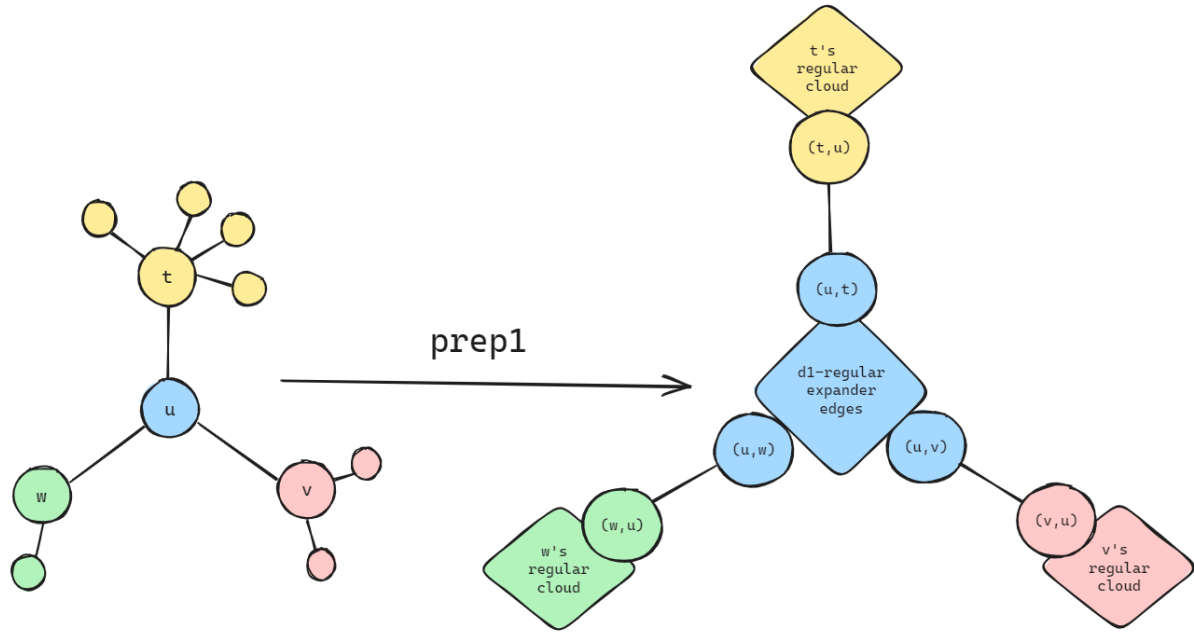 t
u
w
v
prep1
t's
regular
cloud
(t,u)
(u,t)
d1-regular
expander
edges
(u,w)
(u,v)
(w,u)
w's
regular
cloud
(v,u)
v's
regular
cloud